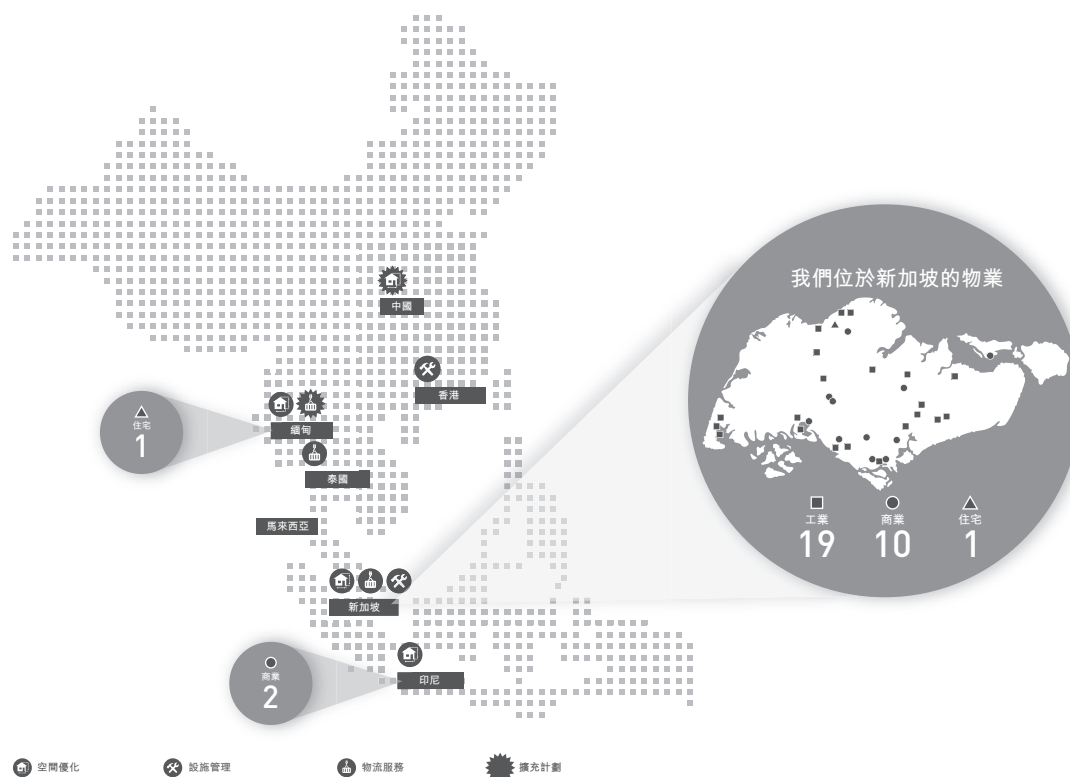 我們位於新加坡的物業
中國
香港
住宅
1
緬甸
泰國
馬來西亞
工業
19
商業
10
住宅
1
新加坡
商業
2
印尼
空間優化
設施管理
物流服務
擴充計劃